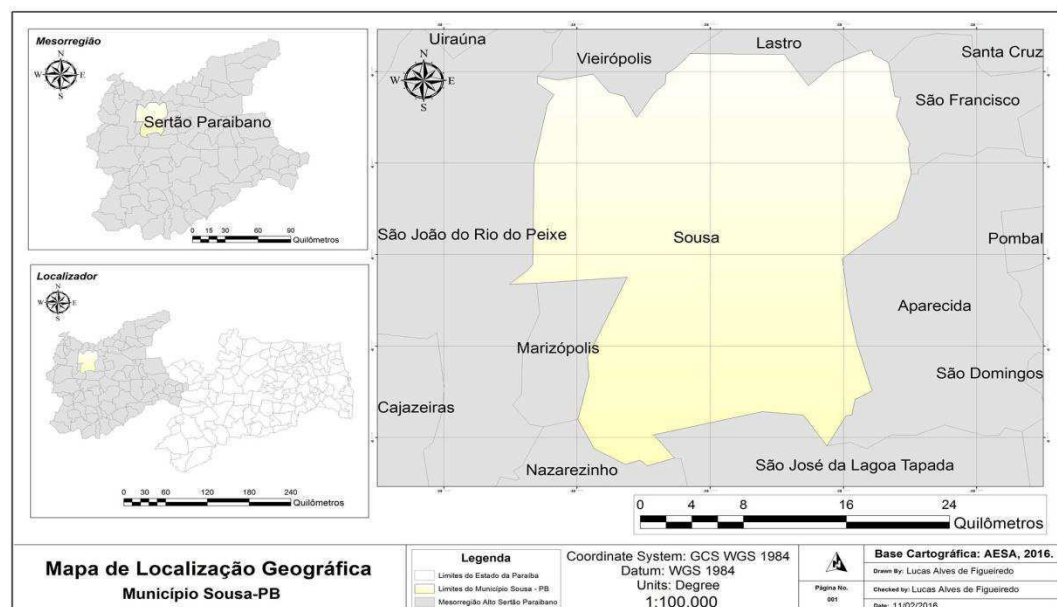 Mesorregião
N
W E
S
Sertão Paraibano
0 15 30 60 90
Quilômetros
Localizador
N
W E
S
0 30 60 120 180 240
Quilômetros
Uiraúna
Vieirópolis
Lastro
Santa Cruz
N
W E
S
São Francisco
São João do Rio do Peixe
Sousa
Pombal
Aparecida
Marizópolis
São Domingos
Cajazeiras
Nazarezinho
São José da Lagoa Tapada
0 2 4 8 16 24
Quilômetros
Mapa de Localização Geográfica
Município Sousa-PB
Legenda
Limites do Estado da Paraíba
Limites do Município Sousa - PB
Mesorregião Alto Sertão Paraibano
Coordinate System: GCS WGS 1984
Datum: WGS 1984
Units: Degree
1:100.000
Página No.
001
Base Cartográfica: AESA, 2016.
Drawn By: Lucas Alves de Figueiredo
Checked by: Lucas Alves de Figueiredo
Date: 11/02/2016